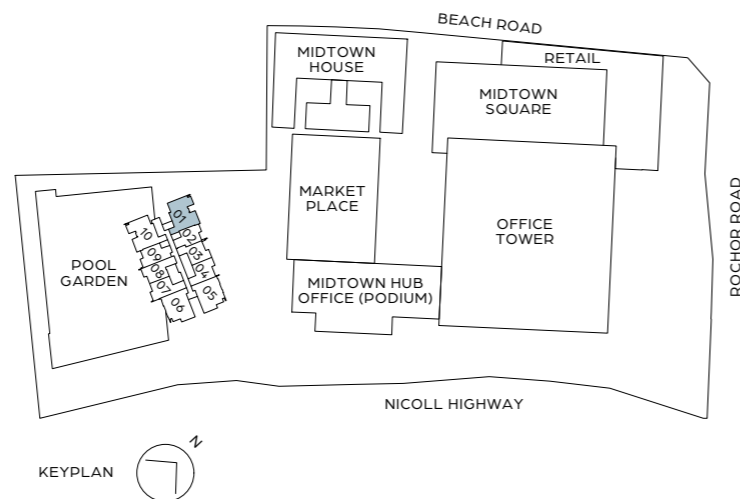 BEACH ROAD
MIDTOWN
HOUSE
RETAIL
MIDTOWN
SQUARE
MARKET
PLACE
OFFICE
TOWER
ROCHOR ROAD
01
02
03
04
05
10
09
08
07
06
POOL
GARDEN
MIDTOWN HUB
OFFICE (PODIUM)
NICOLL HIGHWAY
N
KEYPLAN